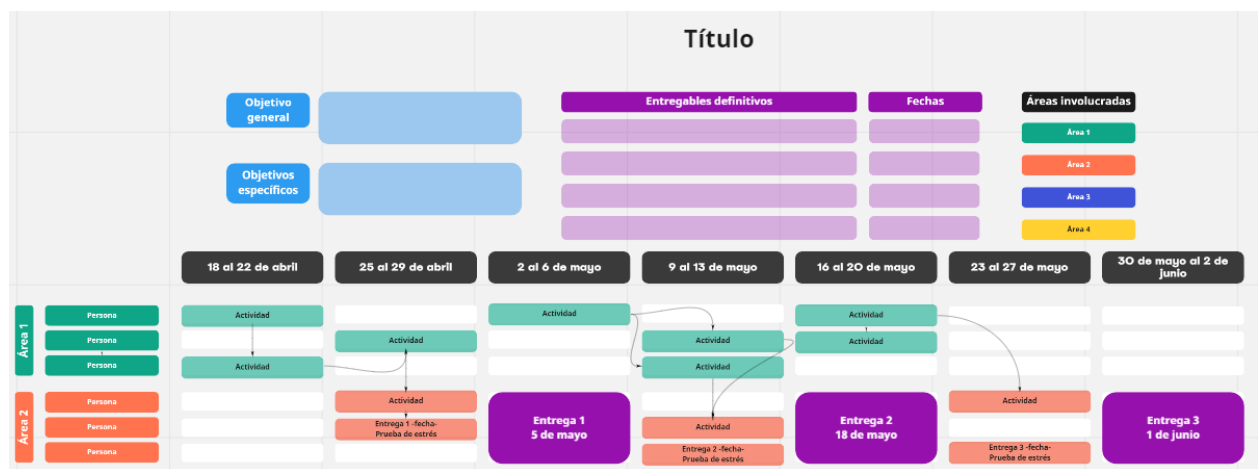 Título
Objetivo
general
Objetivos
específicos
Entregables definitivos
Fechas
Áreas involucradas
Área 1
Área 2
Área 3
Área 4
18 al 22 de abril
25 al 29 de abril
2 al 6 de mayo
9 al 13 de mayo
16 al 20 de mayo
23 al 27 de mayo
30 de mayo al 2 de
junio
Área 1
Persona
Actividad
Actividad
Actividad
Persona
Actividad
Actividad
Actividad
Persona
Actividad
Actividad
Área 2
Persona
Actividad
Actividad
Persona
Entrega 1 -fecha-
Prueba de estrés
Entrega 1
5 de mayo
Actividad
Entrega 2
18 de mayo
Entrega 3
1 de junio
Persona
Entrega 2 -fecha-
Prueba de estrés
Entrega 3 -fecha-
Prueba de estrés